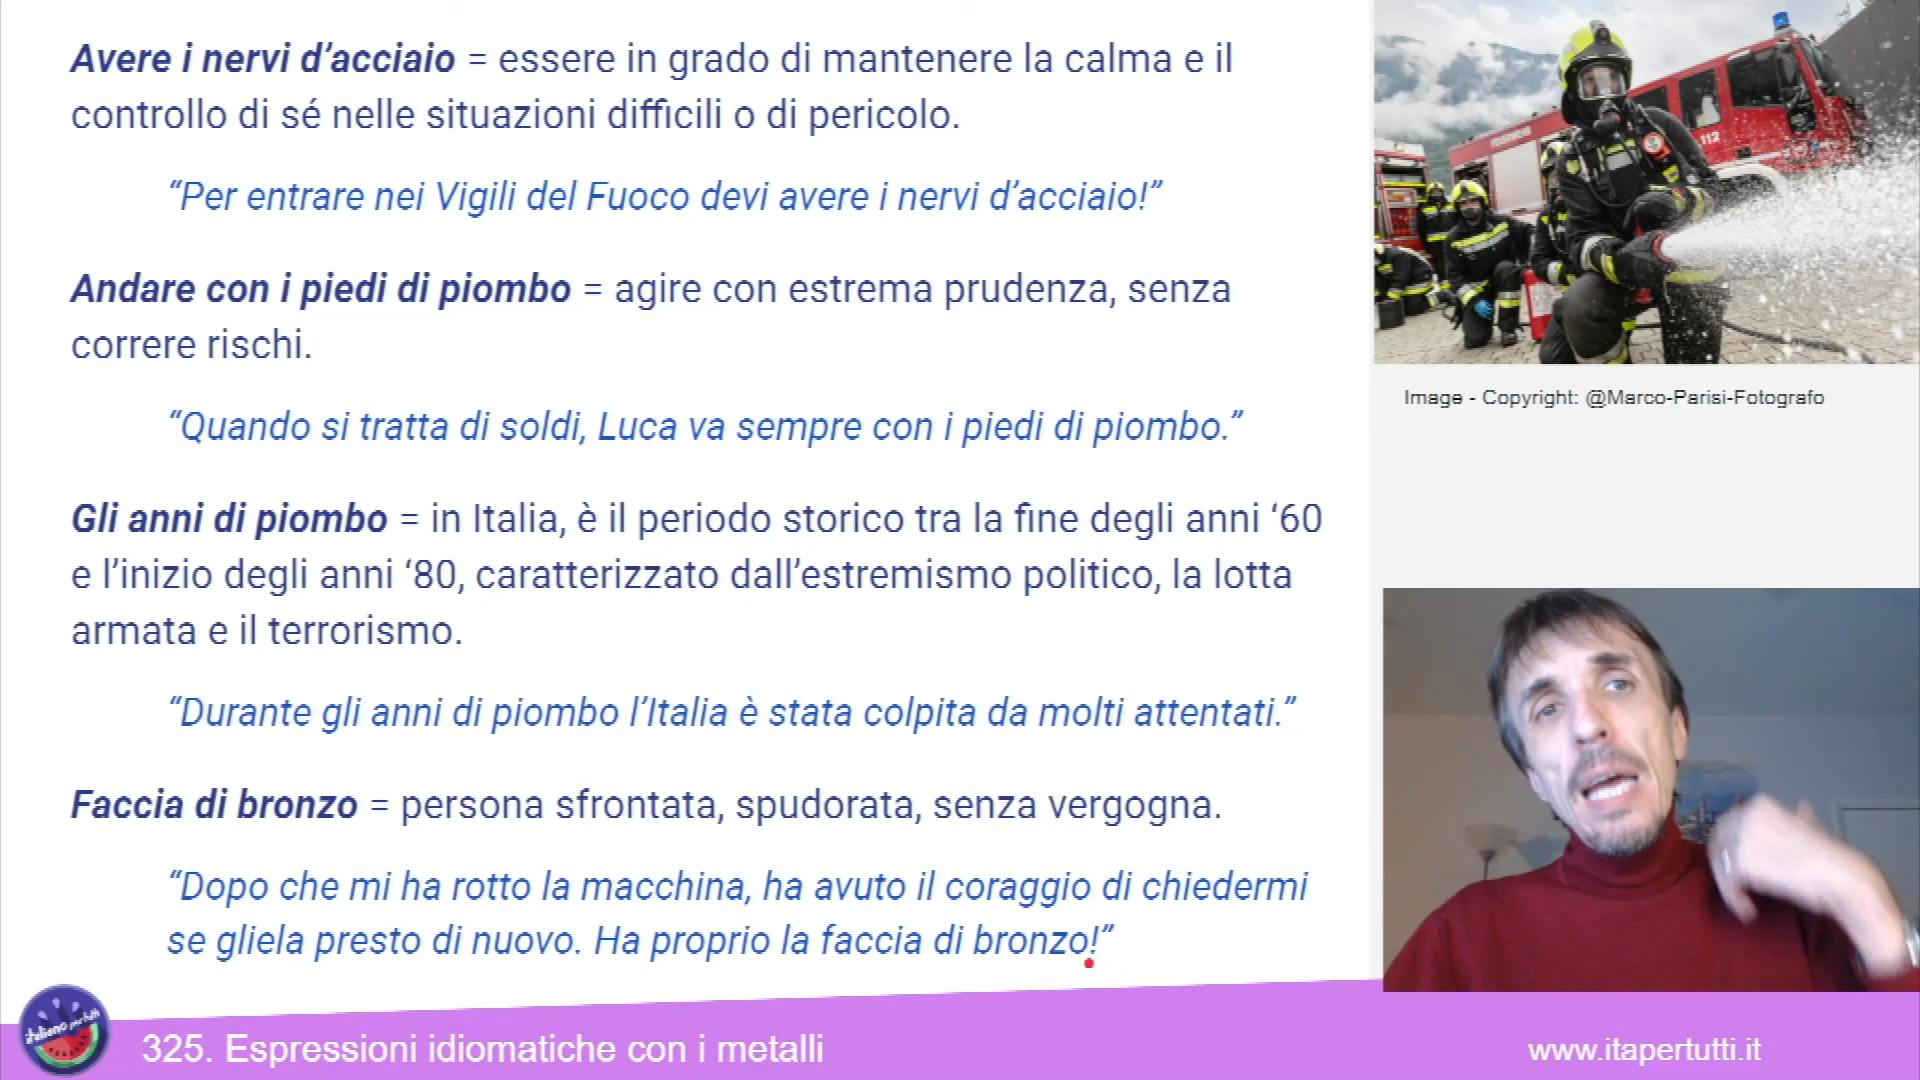 Avere i nervi d’acciaio = essere in grado di mantenere la calma e il
controllo di sé nelle situazioni difficili o di pericolo.
“Per entrare nei Vigili del Fuoco devi avere i nervi d’acciaio!”
Andare con i piedi di piombo = agire con estrema prudenza, senza
correre rischi.
“Quando si tratta di soldi, Luca va sempre con i piedi di piombo.”
Gli anni di piombo = in Italia, è il periodo storico tra la fine degli anni ‘60
e l’inizio degli anni ‘80, caratterizzato dall’estremismo politico, la lotta
armata e il terrorismo.
“Durante gli anni di piombo l’Italia è stata colpita da molti attentati.”
Faccia di bronzo = persona sfrontata, spudorata, senza vergogna.
“Dopo che mi ha rotto la macchina, ha avuto il coraggio di chiedermi
se gliela presto di nuovo. Ha proprio la faccia di bronzo!”
112
Image - Copyright: @Marco-Parisi-Fotografo
italiano per tutti
325. Espressioni idiomatiche con i metalli
www.itapertutti.it